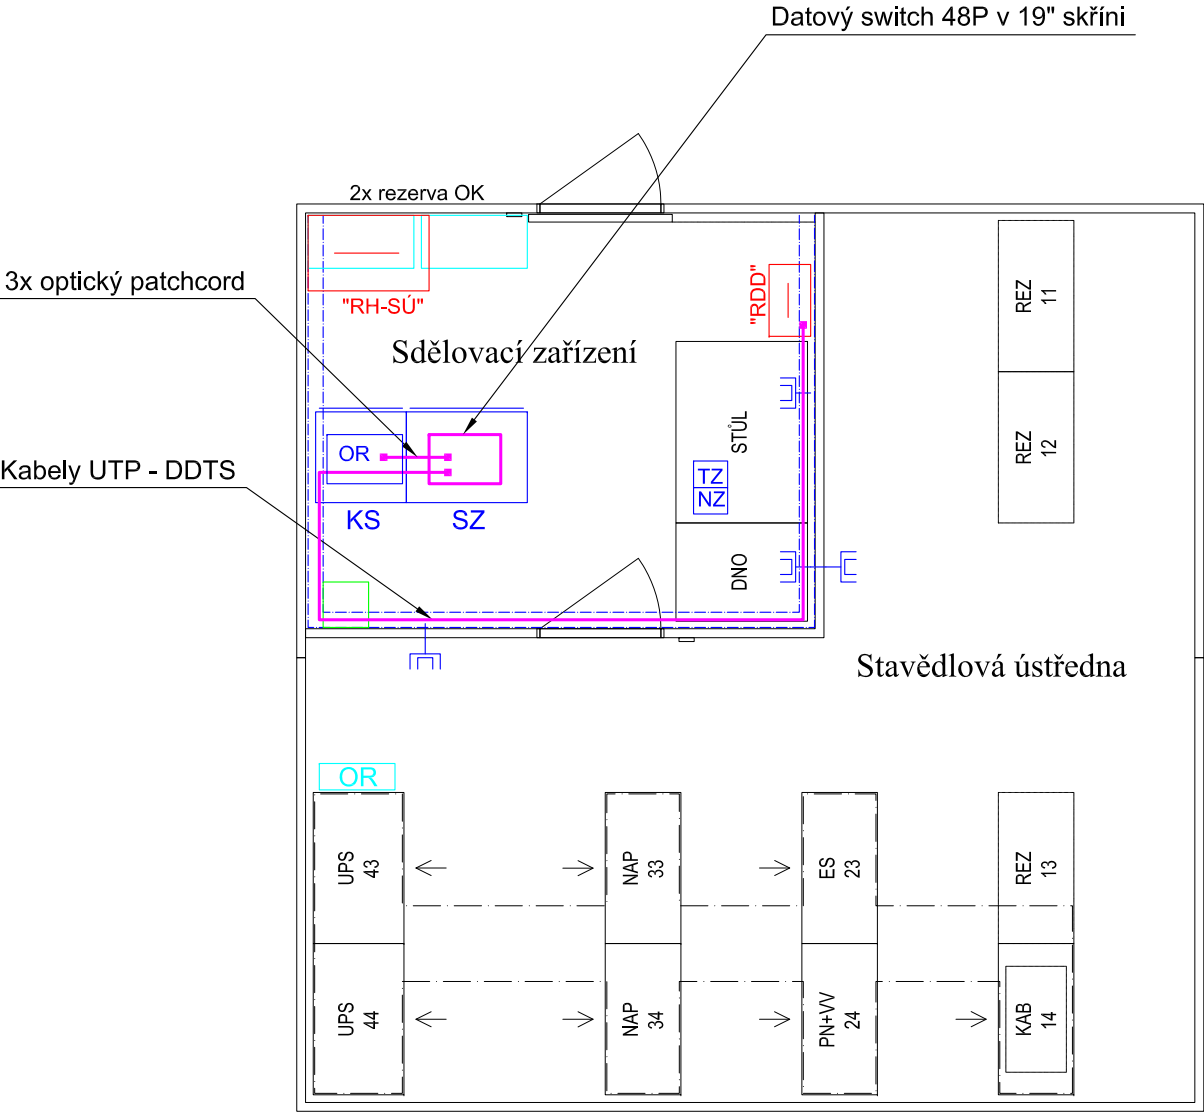 Datový switch 48P v 19" skříni
2x rezerva OK
3x optický patchcord
"RH-SÚ"
"RDD"
Sdělovací zařízení
REZ
11
REZ
12
STŮL
OR
TZ
NZ
Kabely UTP - DDTS
KS
SZ
DNO
Stavědlová ústředna
OR
UPS
43
NAP
33
ES
23
REZ
13
UPS
44
NAP
34
PN+VV
24
KAB
14